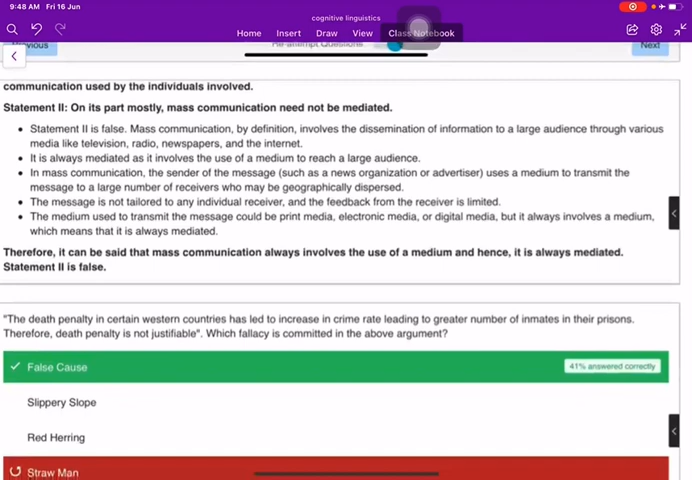 9:48 AM Fri 16 Jun
cognitive linguistics
Home Insert Draw View Class Notebook
Previous Re-attempt Questions Next
communication used by the individuals involved.
Statement II: On its part mostly, mass communication need not be mediated.
Statement II is false. Mass communication, by definition, involves the dissemination of information to a large audience through various
media like television, radio, newspapers, and the internet.
It is always mediated as it involves the use of a medium to reach a large audience.
In mass communication, the sender of the message (such as a news organization or advertiser) uses a medium to transmit the
message to a large number of receivers who may be geographically dispersed.
The message is not tailored to any individual receiver, and the feedback from the receiver is limited.
The medium used to transmit the message could be print media, electronic media, or digital media, but it always involves a medium,
which means that it is always mediated.
Therefore, it can be said that mass communication always involves the use of a medium and hence, it is always mediated.
Statement II is false.
"The death penalty in certain western countries has led to increase in crime rate leading to greater number of inmates in their prisons.
Therefore, death penalty is not justifiable". Which fallacy is committed in the above argument?
False Cause 41% answered correctly
Slippery Slope
Red Herring
Straw Man